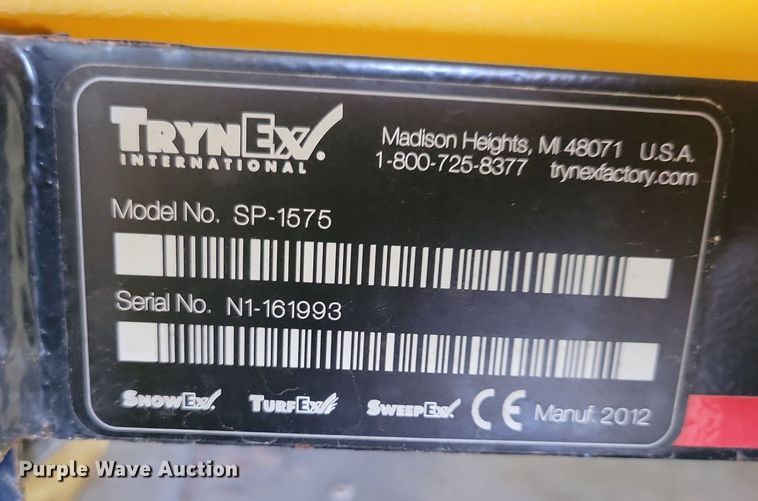 TRYNEX
INTERNATIONAL
Madison Heights, MI 48071 U.S.A.
1-800-725-8377 trynexfactory.com
Model No. SP-1575
Serial No. N1-161993
SNOWEX. TURFEX SWEEPEX. CE Manuf. 2012
Purple Wave Auction